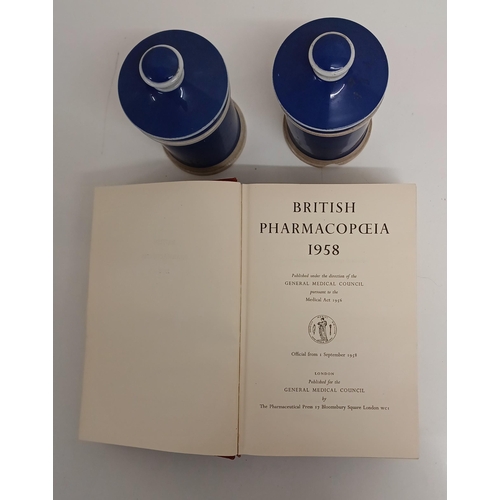 BRITISH
PHARMACOPŒIA
1958
Published under the direction of the
GENERAL MEDICAL COUNCIL
pursuant to the
Medical Act 1956
Official from 1 September 1958
LONDON
Published for the
GENERAL MEDICAL COUNCIL
by
The Pharmaceutical Press 17 Bloomsbury Square London WC1